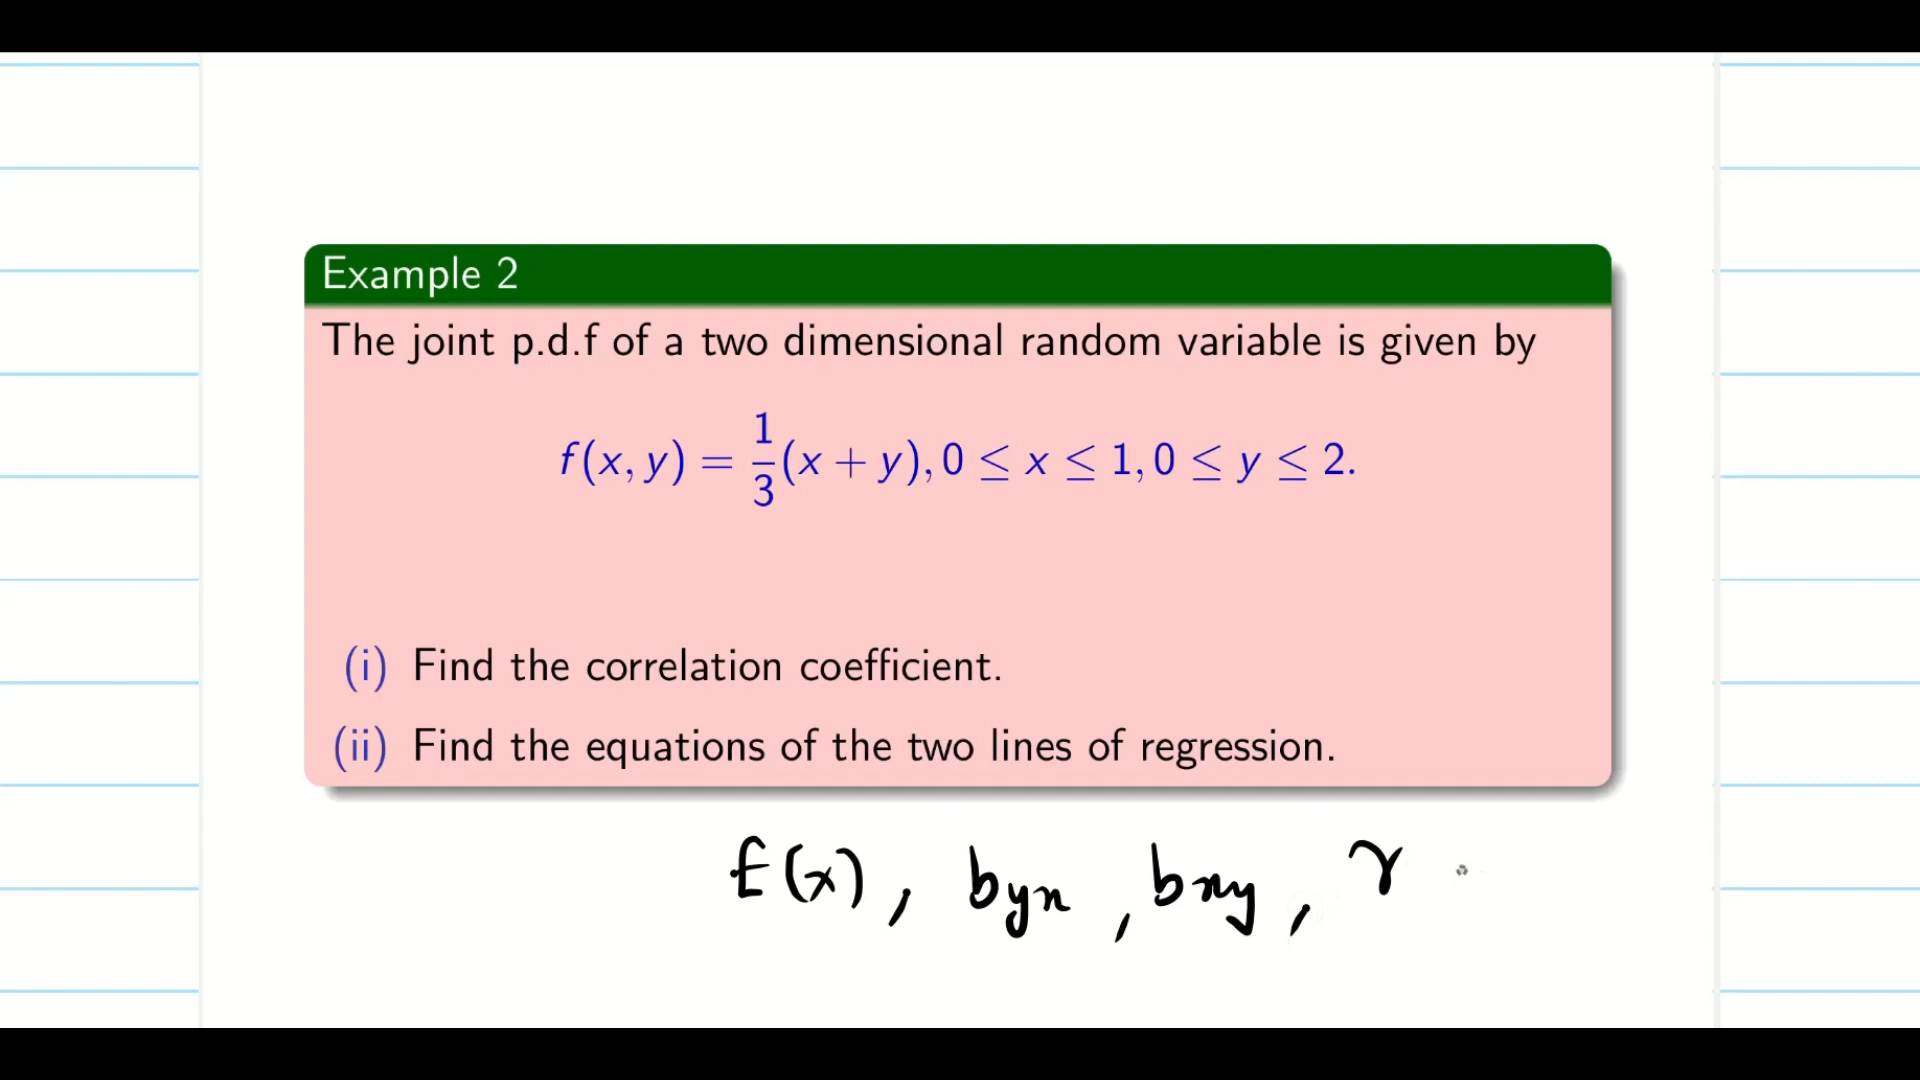 Example 2
The joint p.d.f of a two dimensional random variable is given by
f(x, y) = 1/3 (x + y), 0 ≤ x ≤ 1, 0 ≤ y ≤ 2.
(i) Find the correlation coefficient.
(ii) Find the equations of the two lines of regression.
E(x), byx, bxy, r